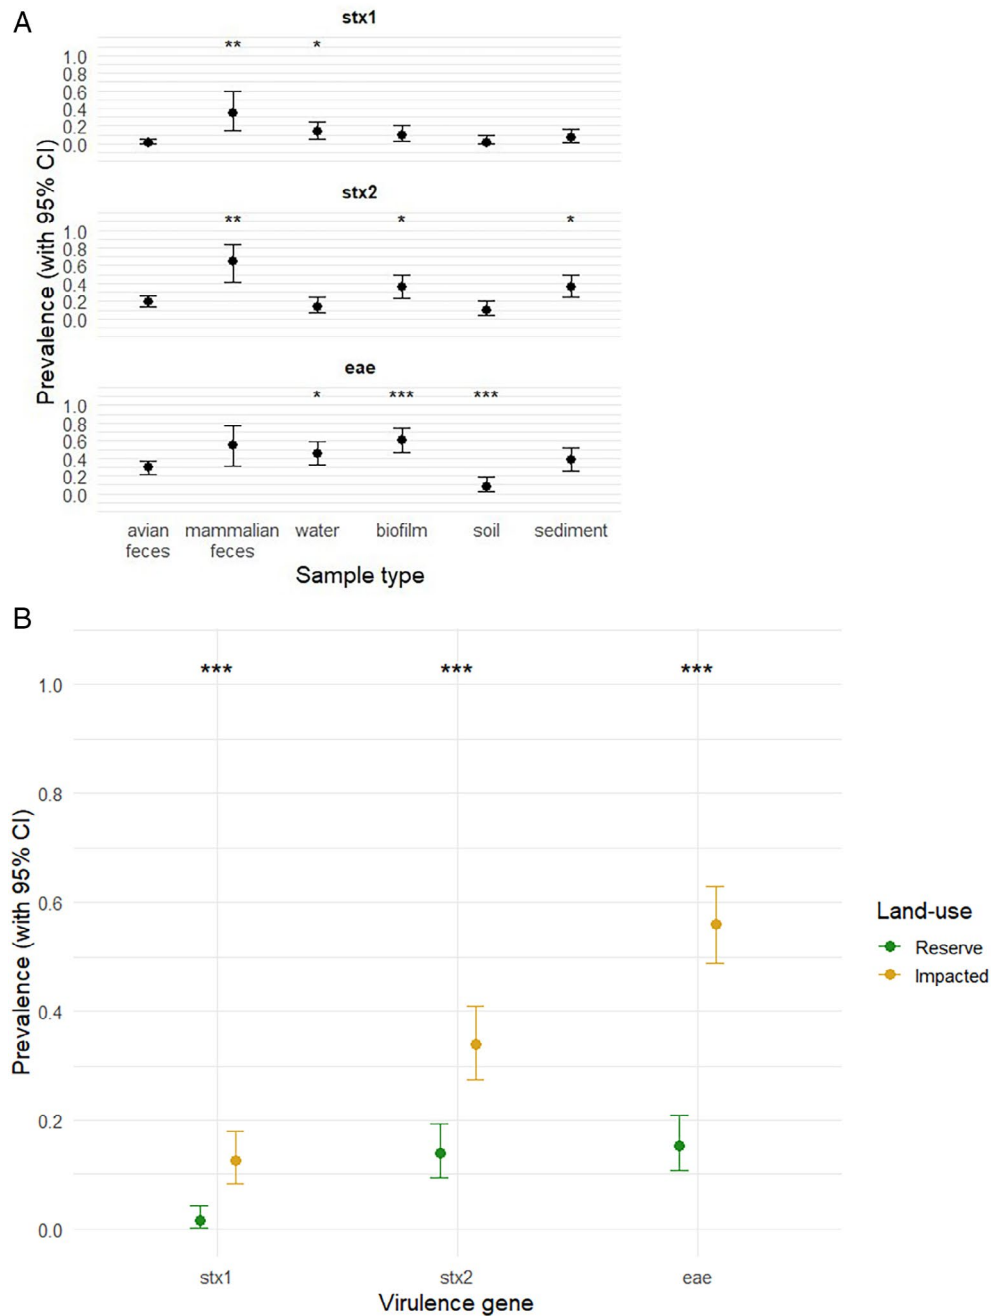 A
stx1
** *
1.0
0.8
0.6
0.4
0.2
0.0
stx2
** * *
1.0
0.8
0.6
0.4
0.2
0.0
eae
* *** ***
1.0
0.8
0.6
0.4
0.2
0.0
Prevalence (with 95% CI)
avian mammalian water biofilm soil sediment
feces feces
Sample type
B
*** *** ***
1.0
0.8
0.6
0.4
0.2
0.0
Prevalence (with 95% CI)
stx1 stx2 eae
Virulence gene
Land-use
Reserve
Impacted